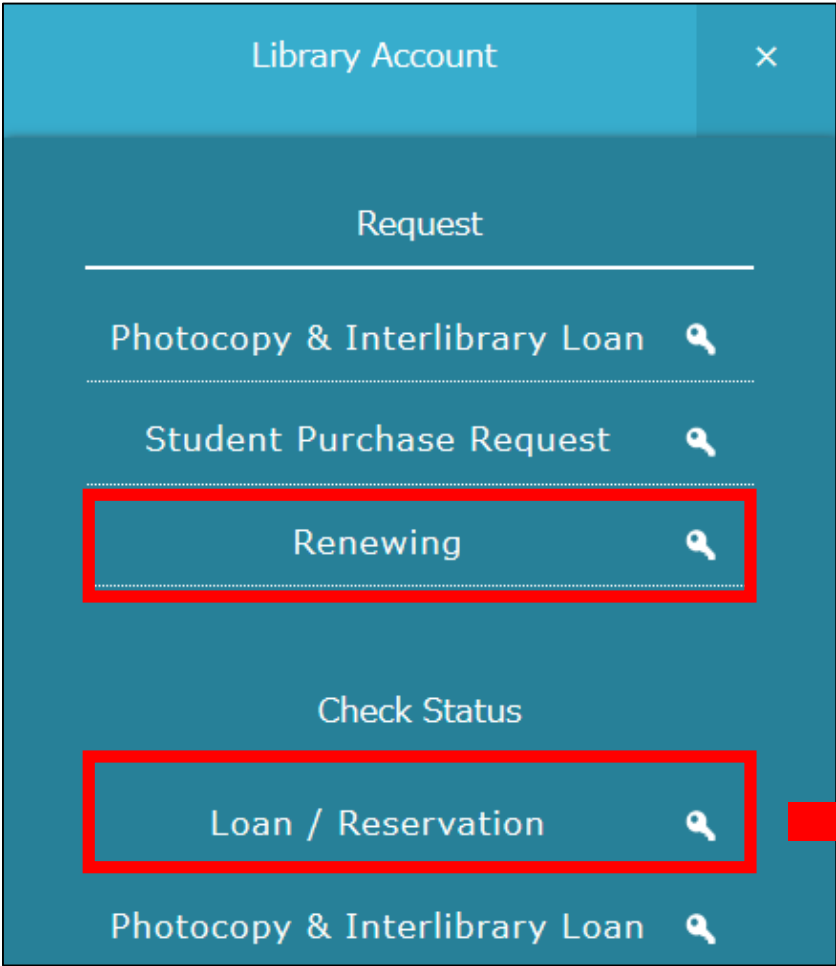 Library Account ×
Request
Photocopy & Interlibrary Loan
Student Purchase Request
Renewing
Check Status
Loan / Reservation
Photocopy & Interlibrary Loan